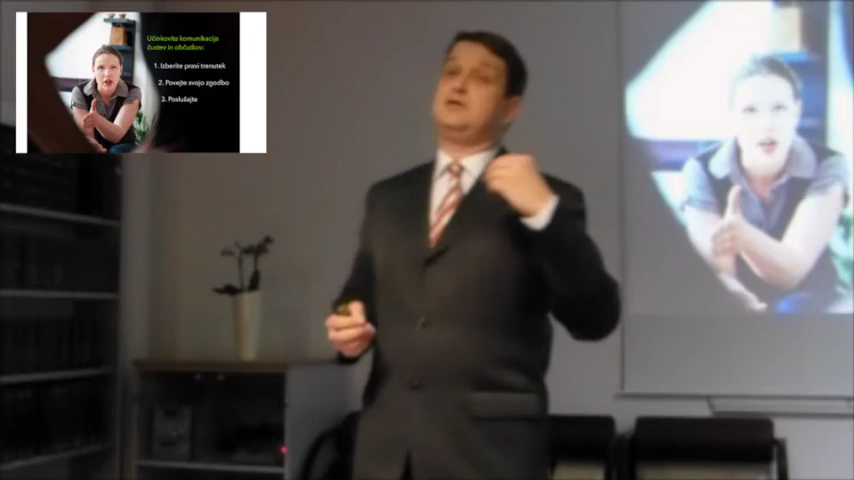 Učinkovita komunikacija
čustev in občutkov:
1. Izberite pravi trenutek
2. Povejte svojo zgodbo
3. Poslušajte